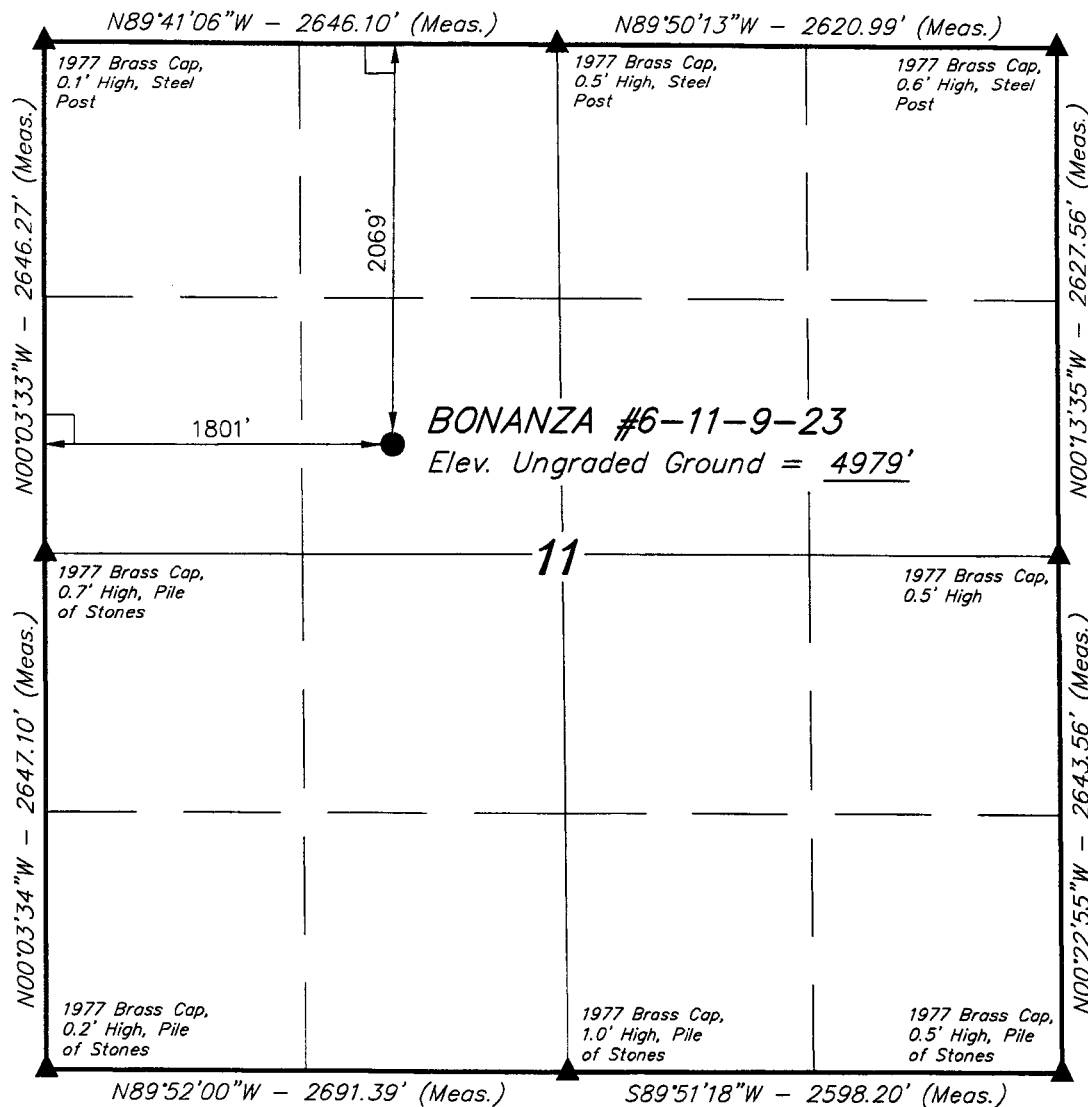 N89°41'06"W - 2646.10' (Meas.)
N89°50'13"W - 2620.99' (Meas.)
1977 Brass Cap,
0.1' High, Steel
Post
1977 Brass Cap,
0.5' High, Steel
Post
1977 Brass Cap,
0.6' High, Steel
Post
N00°03'33"W - 2646.27' (Meas.)
N00°13'35"W - 2627.56' (Meas.)
2069'
1801'
BONANZA #6-11-9-23
Elev. Ungraded Ground = 4979'
11
1977 Brass Cap,
0.7' High, Pile
of Stones
1977 Brass Cap,
0.5' High
N00°03'34"W - 2647.10' (Meas.)
N00°22'55"W - 2643.56' (Meas.)
1977 Brass Cap,
0.2' High, Pile
of Stones
1977 Brass Cap,
1.0' High, Pile
of Stones
1977 Brass Cap,
0.5' High, Pile
of Stones
N89°52'00"W - 2691.39' (Meas.)
S89°51'18"W - 2598.20' (Meas.)